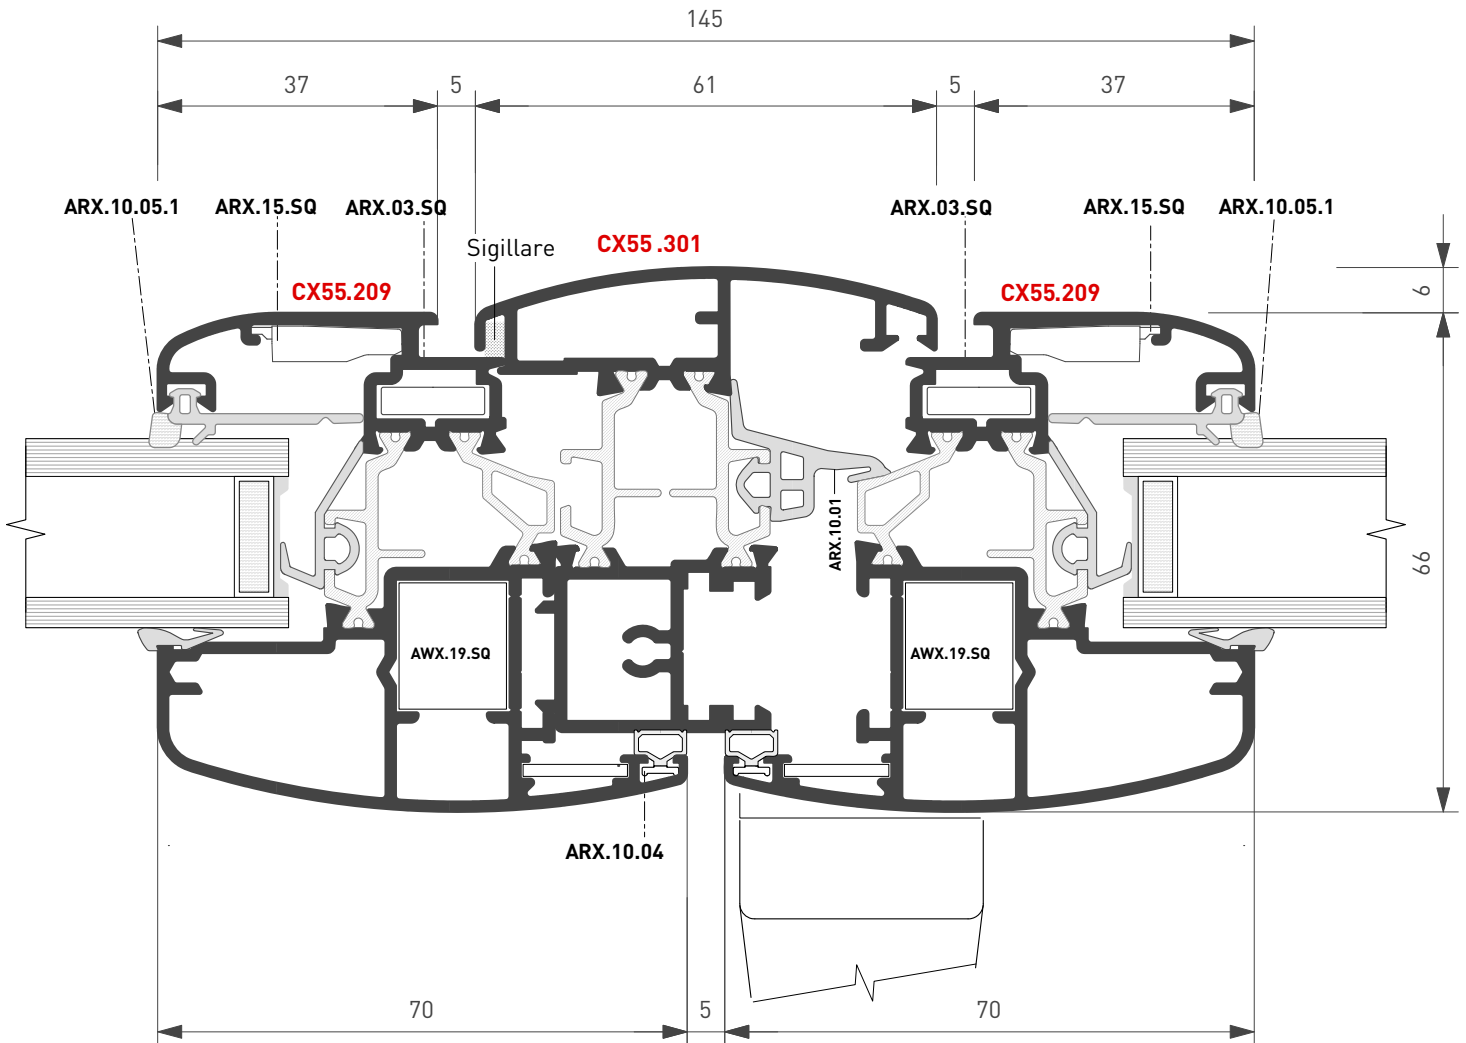 145
37 5 61 5 37
ARX.10.05.1 ARX.15.SQ ARX.03.SQ ARX.03.SQ ARX.15.SQ ARX.10.05.1
Sigillare CX55.301
CX55.209 CX55.209
6
ARX.10.01
66
AWX.19.SQ AWX.19.SQ
ARX.10.04
70 5 70